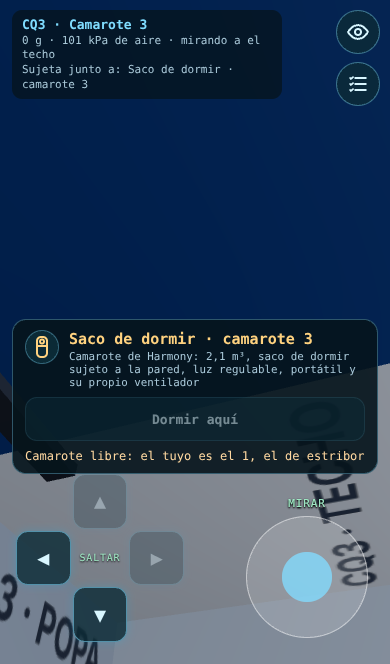 CQ3 · Camarote 3
0 g · 101 kPa de aire · mirando a el
techo
Sujeta junto a: Saco de dormir ·
camarote 3
Saco de dormir · camarote 3
Camarote de Harmony: 2,1 m³, saco de dormir
sujeto a la pared, luz regulable, portátil y
su propio ventilador
Dormir aquí
Camarote libre: el tuyo es el 1, el de estribor
SALTAR
MIRAR
CQ3 · TECHO
3 · POPA